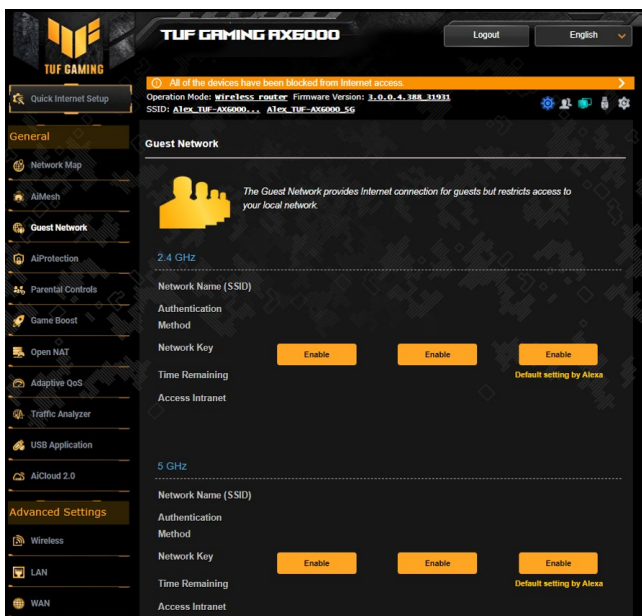 TUF GAMING
TUF GAMING AX6000
Logout
English
All of the devices have been blocked from Internet access.
Quick Internet Setup
Operation Mode: Wireless router Firmware Version: 3.0.0.4.388_31931
SSID: Alex_TUF-AX6000... Alex_TUF-AX6000_5G
General
Network Map
AiMesh
Guest Network
AiProtection
Parental Controls
Game Boost
Open NAT
Adaptive QoS
Traffic Analyzer
USB Application
AiCloud 2.0
Advanced Settings
Wireless
LAN
WAN
Guest Network
The Guest Network provides Internet connection for guests but restricts access to
your local network.
2.4 GHz
Network Name (SSID)
Authentication
Method
Network Key
Enable Enable Enable
Time Remaining
Default setting by Alexa
Access Intranet
5 GHz
Network Name (SSID)
Authentication
Method
Network Key
Enable Enable Enable
Time Remaining
Default setting by Alexa
Access Intranet